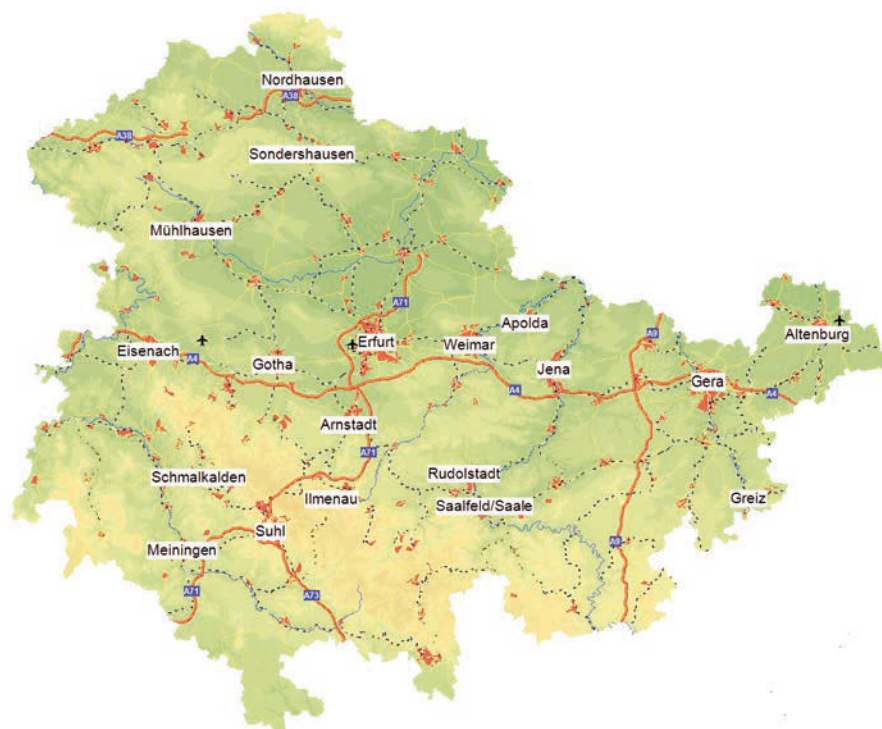 Nordhausen
A38
A38
Sondershausen
Mühlhausen
A71
Apolda
A9
Altenburg
Erfurt
Eisenach
Weimar
A4
Gotha
Jena
Gera
A4
A4
Arnstadt
A71
Rudolstadt
Schmalkalden
Ilmenau
Greiz
Saalfeld/Saale
Suhl
A9
Meiningen
A71
A73